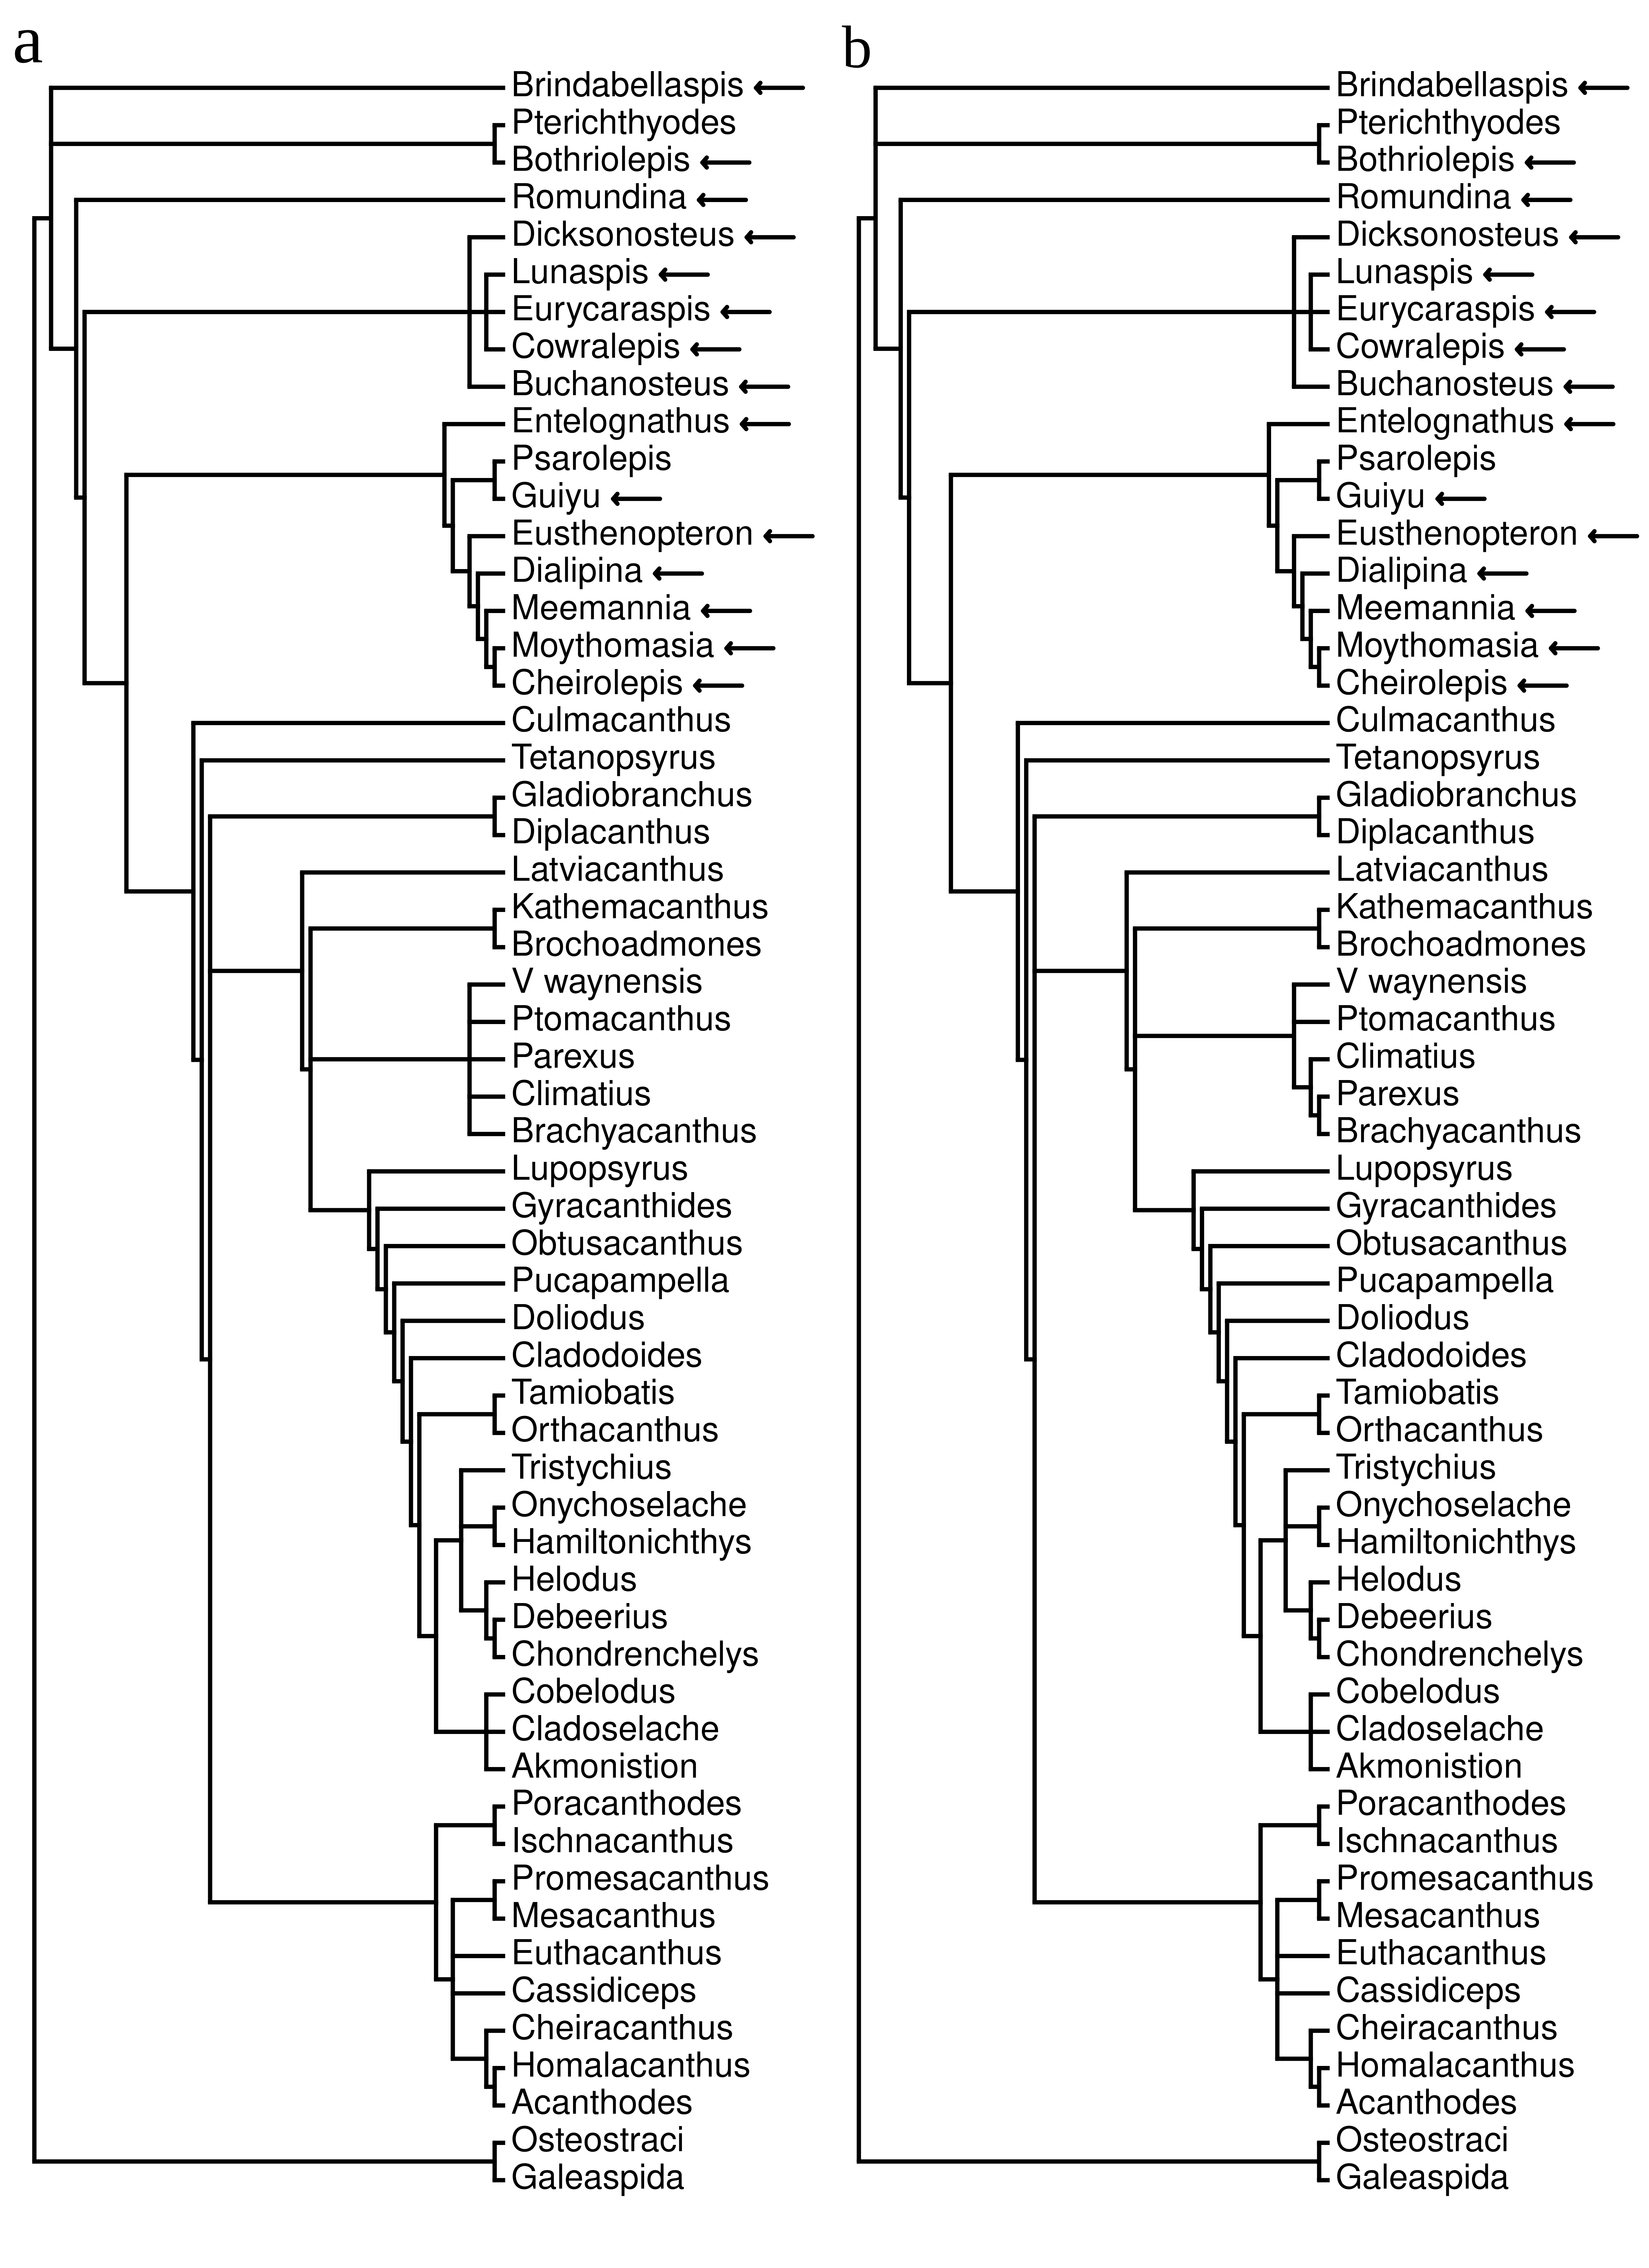 a
Brindabellaspis
Pterichthyodes
Bothriolepis
Romundina
Dicksonosteus
Lunaspis
Eurycaraspis
Cowralepis
Buchanosteus
Entelognathus
Psarolepis
Guiyu
Eusthenopteron
Dialipina
Meemannia
Moythomasia
Cheirolepis
Culmacanthus
Tetanopsyrus
Gladiobranchus
Diplacanthus
Latviacanthus
Kathemacanthus
Brochoadmones
V waynensis
Ptomacanthus
Parexus
Climatius
Brachyacanthus
Lupopsyrus
Gyracanthides
Obtusacanthus
Pucapampella
Doliodus
Cladodoides
Tamiobatis
Orthacanthus
Tristychius
Onychoselache
Hamiltonichthys
Helodus
Debeerius
Chondrenchelys
Cobelodus
Cladoselache
Akmonistion
Poracanthodes
Ischnacanthus
Promesacanthus
Mesacanthus
Euthacanthus
Cassidiceps
Cheiracanthus
Homalacanthus
Acanthodes
Osteostraci
Galeaspida
b
Brindabellaspis
Pterichthyodes
Bothriolepis
Romundina
Dicksonosteus
Lunaspis
Eurycaraspis
Cowralepis
Buchanosteus
Entelognathus
Psarolepis
Guiyu
Eusthenopteron
Dialipina
Meemannia
Moythomasia
Cheirolepis
Culmacanthus
Tetanopsyrus
Gladiobranchus
Diplacanthus
Latviacanthus
Kathemacanthus
Brochoadmones
V waynensis
Ptomacanthus
Climatius
Parexus
Brachyacanthus
Lupopsyrus
Gyracanthides
Obtusacanthus
Pucapampella
Doliodus
Cladodoides
Tamiobatis
Orthacanthus
Tristychius
Onychoselache
Hamiltonichthys
Helodus
Debeerius
Chondrenchelys
Cobelodus
Cladoselache
Akmonistion
Poracanthodes
Ischnacanthus
Promesacanthus
Mesacanthus
Euthacanthus
Cassidiceps
Cheiracanthus
Homalacanthus
Acanthodes
Osteostraci
Galeaspida